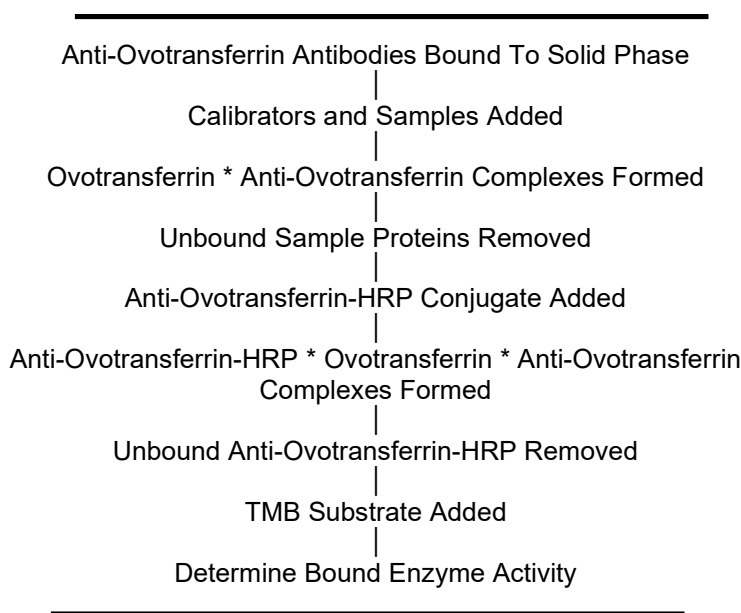 Anti-Ovotransferrin Antibodies Bound To Solid Phase
Calibrators and Samples Added
Ovotransferrin * Anti-Ovotransferrin Complexes Formed
Unbound Sample Proteins Removed
Anti-Ovotransferrin-HRP Conjugate Added
Anti-Ovotransferrin-HRP * Ovotransferrin * Anti-Ovotransferrin
Complexes Formed
Unbound Anti-Ovotransferrin-HRP Removed
TMB Substrate Added
Determine Bound Enzyme Activity